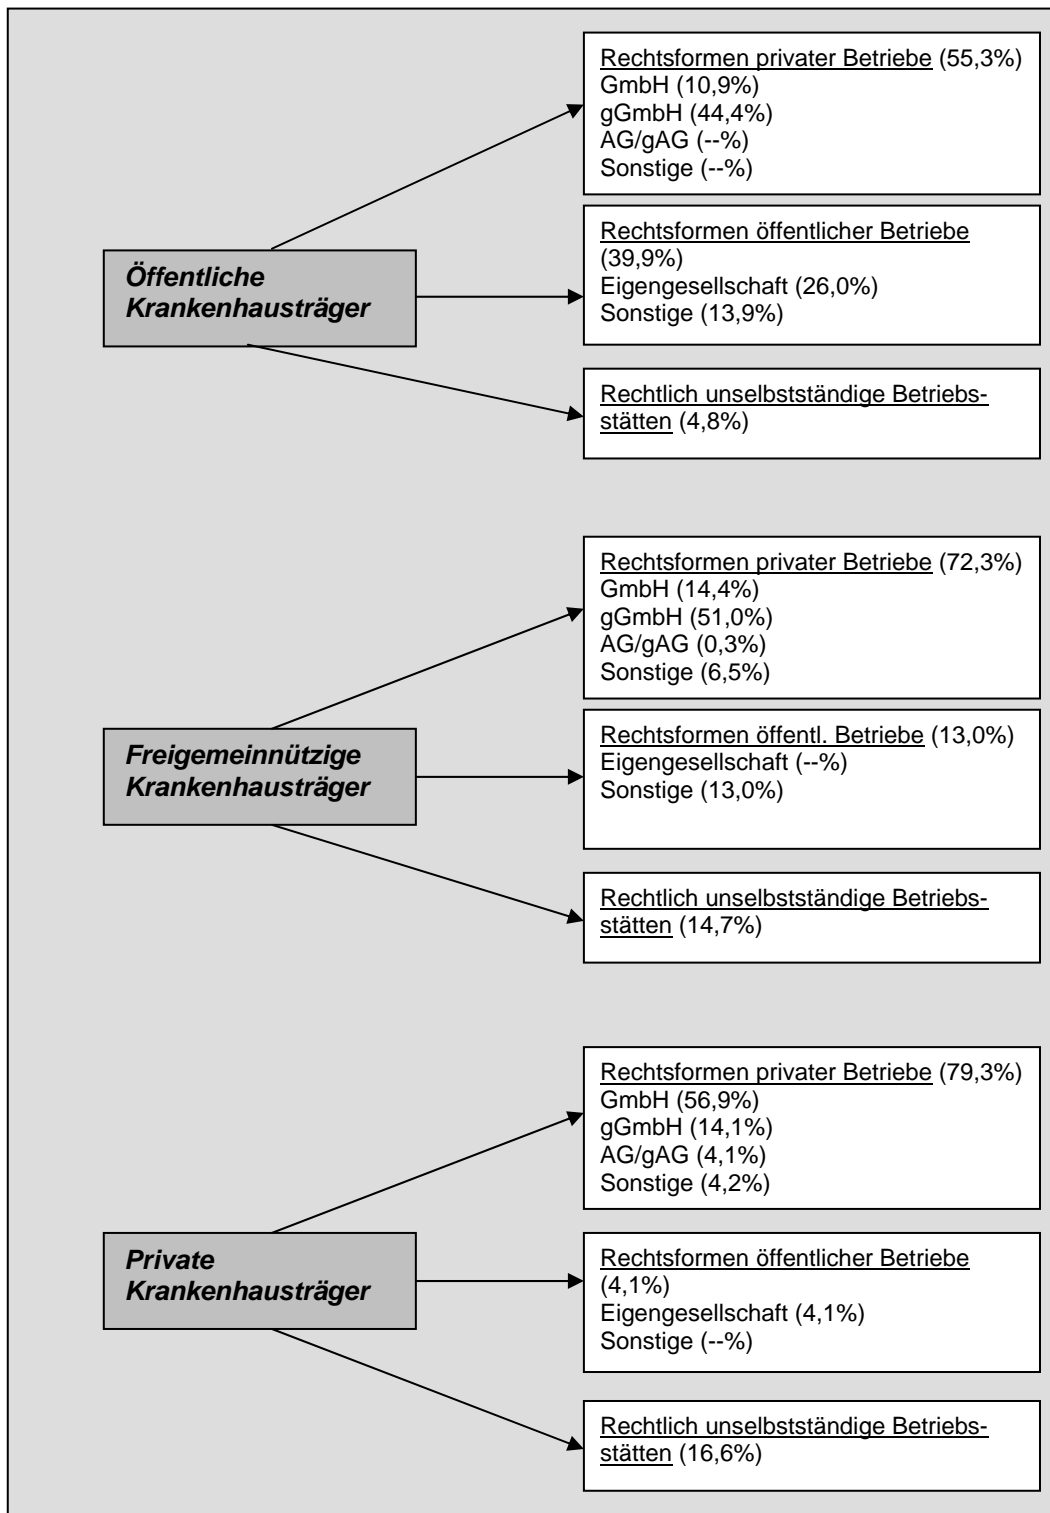 Rechtsformen privater Betriebe (55,3%)
GmbH (10,9%)
gGmbH (44,4%)
AG/gAG (--%)
Sonstige (--%)
Öffentliche
Krankenhausträger
Rechtsformen öffentlicher Betriebe
(39,9%)
Eigengesellschaft (26,0%)
Sonstige (13,9%)
Rechtlich unselbstständige Betriebs-
stätten (4,8%)
Rechtsformen privater Betriebe (72,3%)
GmbH (14,4%)
gGmbH (51,0%)
AG/gAG (0,3%)
Sonstige (6,5%)
Freigemeinnützige
Krankenhausträger
Rechtsformen öffentl. Betriebe (13,0%)
Eigengesellschaft (--%)
Sonstige (13,0%)
Rechtlich unselbstständige Betriebs-
stätten (14,7%)
Rechtsformen privater Betriebe (79,3%)
GmbH (56,9%)
gGmbH (14,1%)
AG/gAG (4,1%)
Sonstige (4,2%)
Private
Krankenhausträger
Rechtsformen öffentlicher Betriebe
(4,1%)
Eigengesellschaft (4,1%)
Sonstige (--%)
Rechtlich unselbstständige Betriebs-
stätten (16,6%)